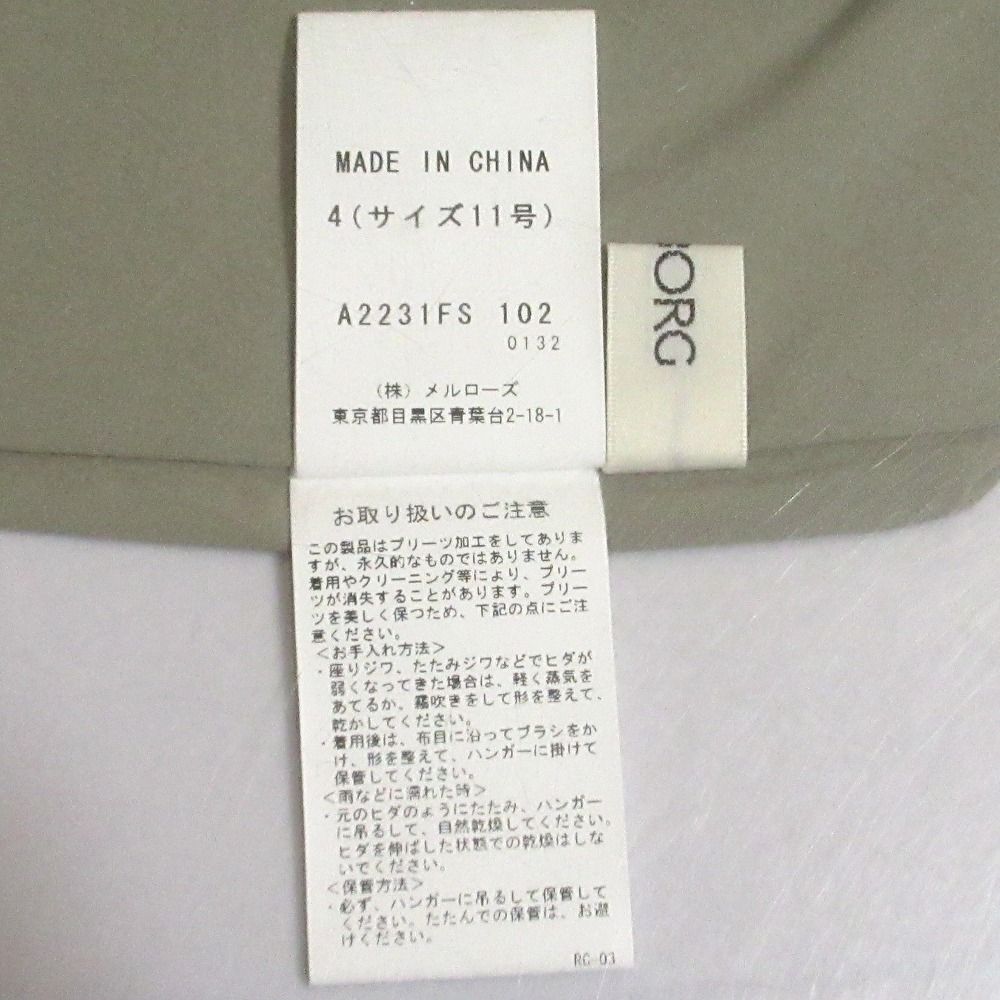 MADE IN CHINA
4(サイズ11号)
A2231FS 102
0132
(株) メルローズ
東京都目黒区青葉台2-18-1
BORG
お取り扱いのご注意
この製品はプリーツ加工をしてありま
すが、永久的なものではありません。
着用やクリーニング等により、プリー
ツが消失することがあります。プリー
ツを美しく保つため、下記の点にご注
意ください。
<お手入れ方法>
・座りジワ、たたみジワなどでヒダが
弱くなってきた場合は、軽く蒸気を
あてるか、霧吹きをして形を整えて、
乾かしてください。
・着用後は、布目に沿ってブラシをか
け、形を整えて、ハンガーに掛けて
保管してください。
<雨などに濡れた時>
・元のヒダのようにたたみ、ハンガー
に吊るして、自然乾燥してください。
ヒダを伸ばした状態での乾燥はしな
いでください。
<保管方法>
・必ず、ハンガーに吊るして保管して
ください。たたんでの保管は、お避
けください。
RC-03